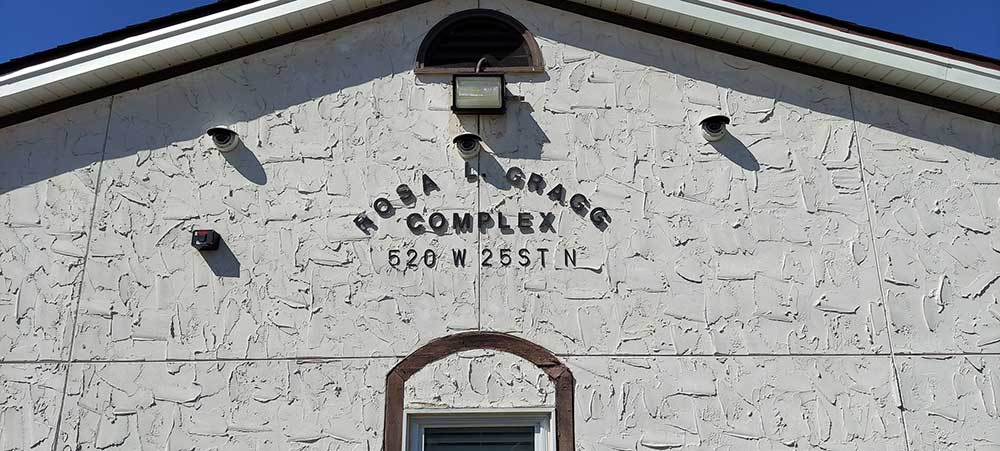 ROSA L. GRAGG
COMPLEX
520 W 25ST N